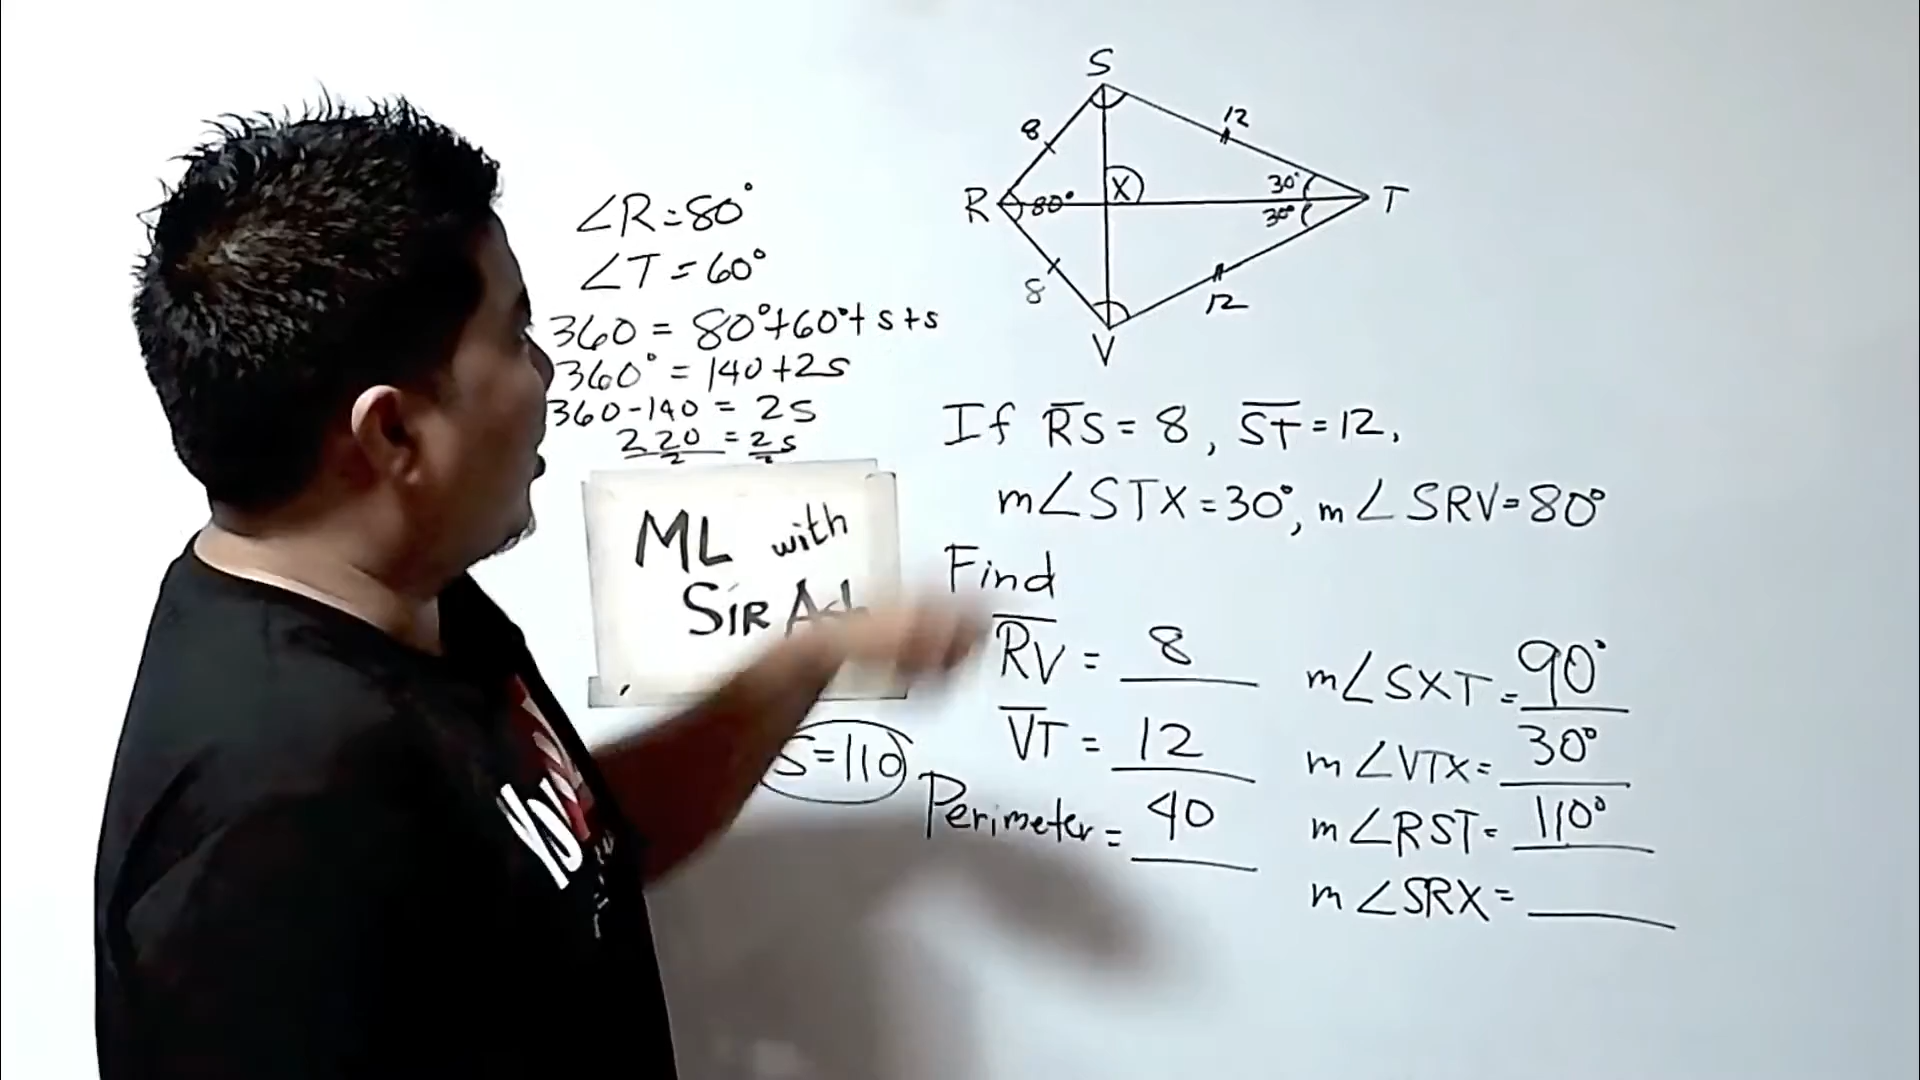 ∠R = 80°
∠T = 60°
360 = 80° + 60° + s + s
360° = 140 + 2s
360 - 140 = 2s
220 = 2s
2 2
ML with
SIR
S = 110
S
8
12
R
80°
X
30°
30°
T
8
12
V
If RS = 8, ST = 12,
m∠STX = 30°, m∠SRV = 80°
Find
RV = 8
VT = 12
Perimeter = 40
m∠SXT = 90°
m∠VTX = 30°
m∠RST = 110°
m∠SRX =